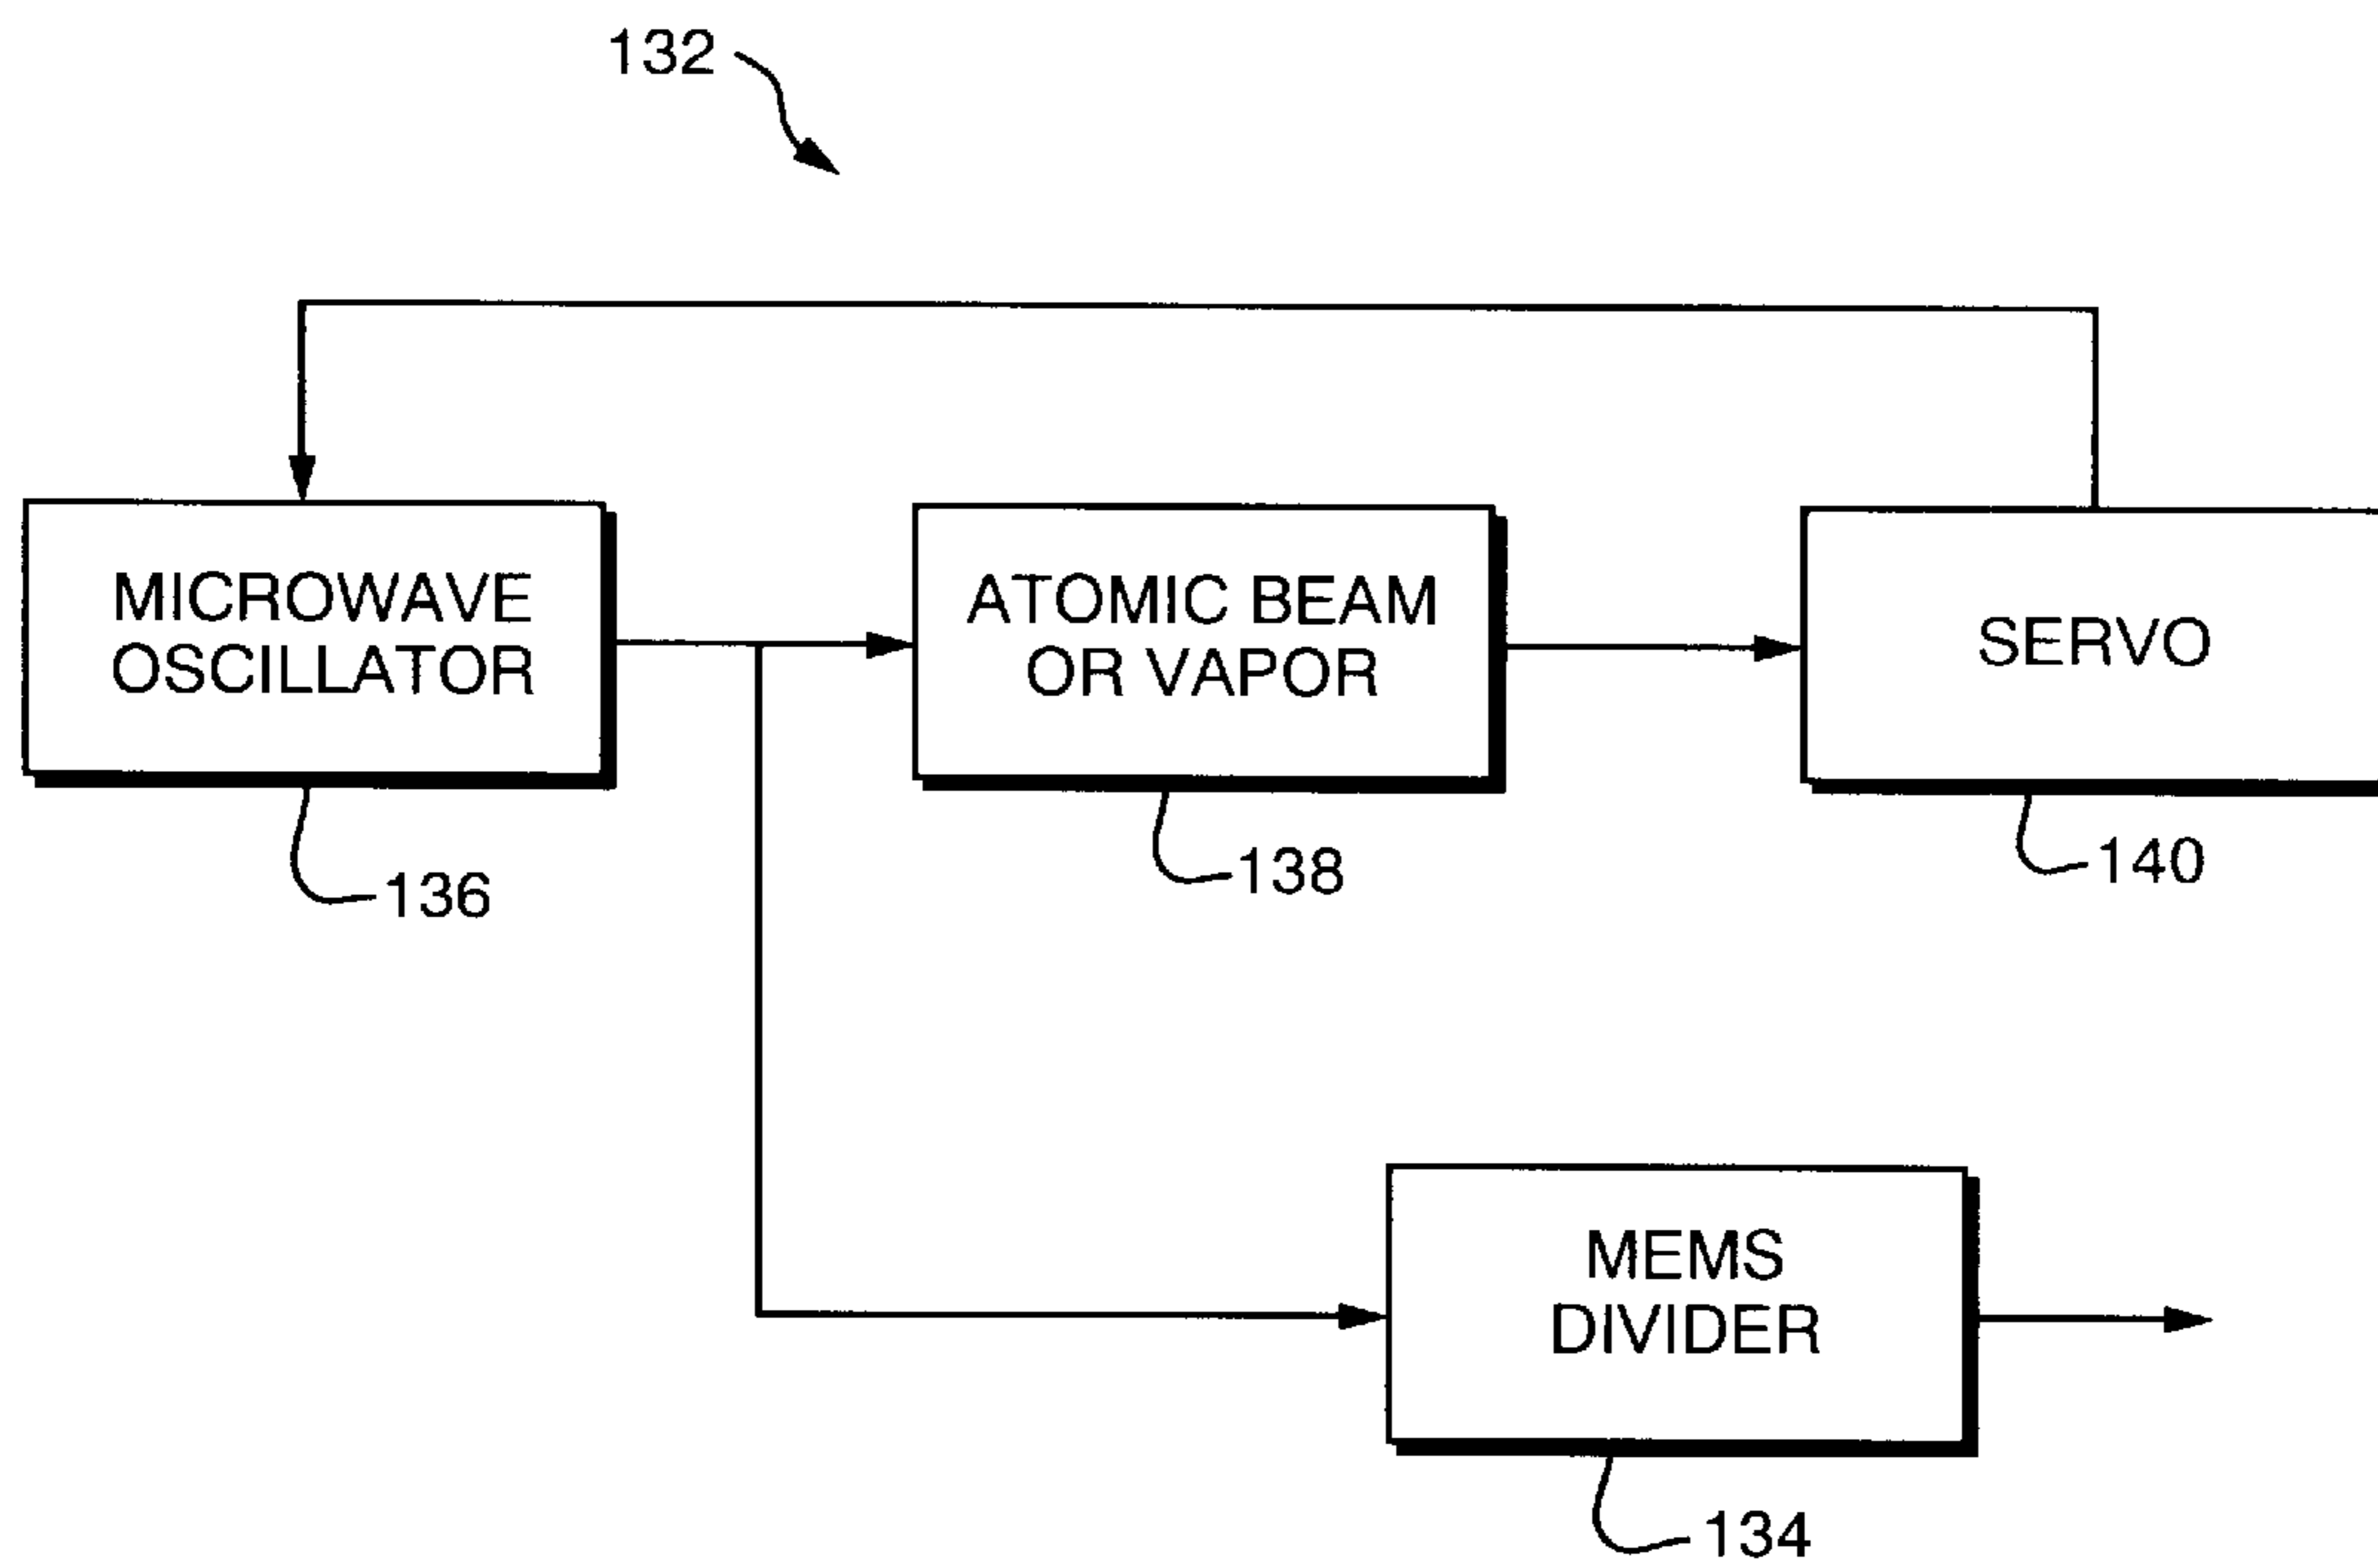 132
MICROWAVE
OSCILLATOR
ATOMIC BEAM
OR VAPOR
SERVO
136
138
140
MEMS
DIVIDER
134